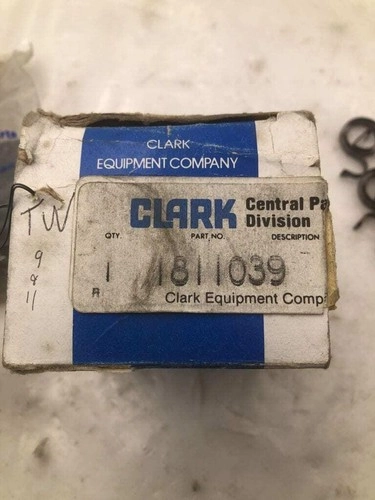 CLARK
EQUIPMENT COMPANY
TW
9
8
11
CLARK Central Pa
Division
QTY. PART NO. DESCRIPTION
1 1811039
R
Clark Equipment Comp